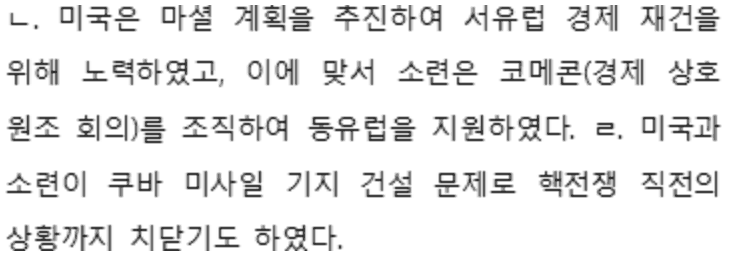 ㄴ. 미국은 마셜 계획을 추진하여 서유럽 경제 재건을
위해 노력하였고, 이에 맞서 소련은 코메콘(경제 상호
원조 회의)를 조직하여 동유럽을 지원하였다. ㄹ. 미국과
소련이 쿠바 미사일 기지 건설 문제로 핵전쟁 직전의
상황까지 치닫기도 하였다.